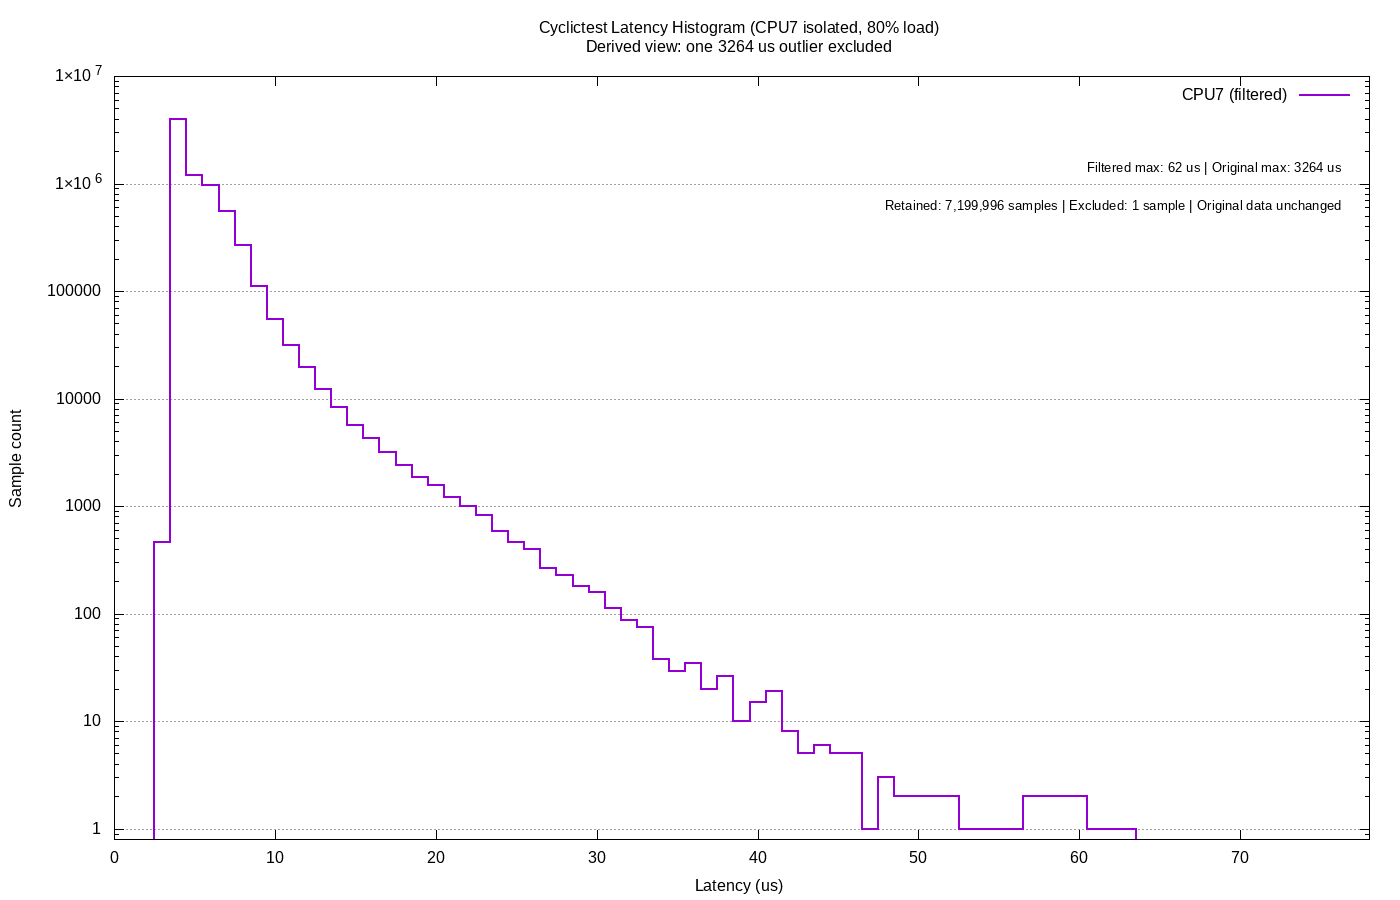 Cyclictest Latency Histogram (CPU7 isolated, 80% load)
Derived view: one 3264 us outlier excluded
1×10 7
CPU7 (filtered)
Filtered max: 62 us | Original max: 3264 us
1×10 6
Retained: 7,199,996 samples | Excluded: 1 sample | Original data unchanged
100000
10000
Sample count
1000
100
10
1
0 10 20 30 40 50 60 70
Latency (us)